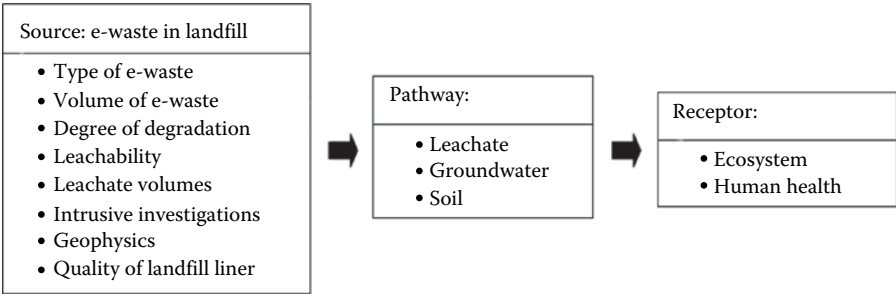 Source: e-waste in landfill
• Type of e-waste
• Volume of e-waste
• Degree of degradation
• Leachability
• Leachate volumes
• Intrusive investigations
• Geophysics
• Quality of landfill liner
Pathway:
• Leachate
• Groundwater
• Soil
Receptor:
• Ecosystem
• Human health